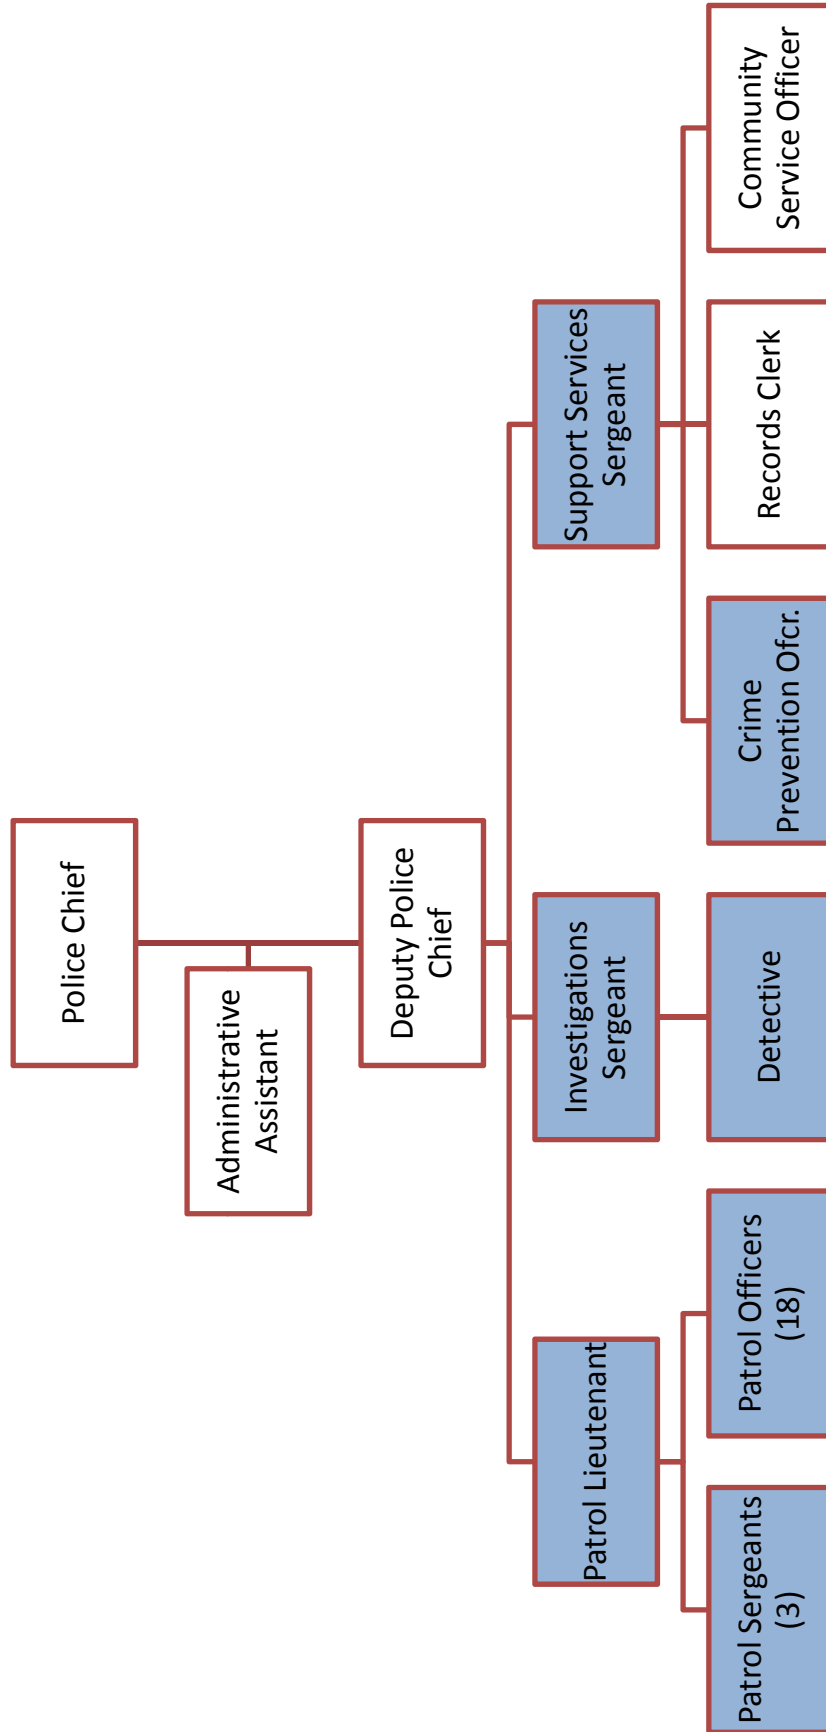 Police Chief
Administrative
Assistant
Deputy Police
Chief
Patrol Lieutenant
Investigations
Sergeant
Support Services
Sergeant
Patrol Sergeants
(3)
Patrol Officers
(18)
Detective
Crime
Prevention Ofcr.
Records Clerk
Community
Service Officer